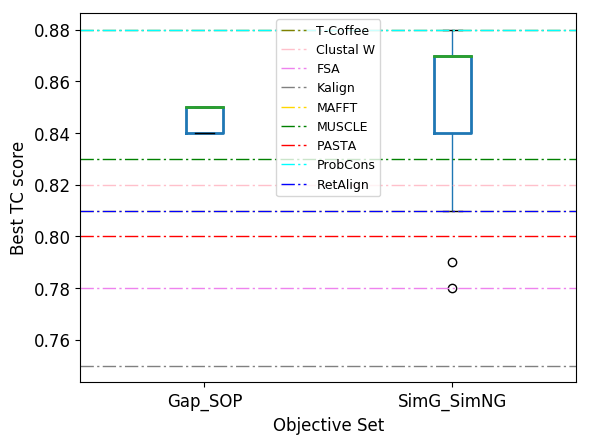 0.88
0.86
0.84
0.82
0.80
0.78
0.76
Best TC score
T-Coffee
Clustal W
FSA
Kalign
MAFFT
MUSCLE
PASTA
ProbCons
RetAlign
Gap_SOP
SimG_SimNG
Objective Set